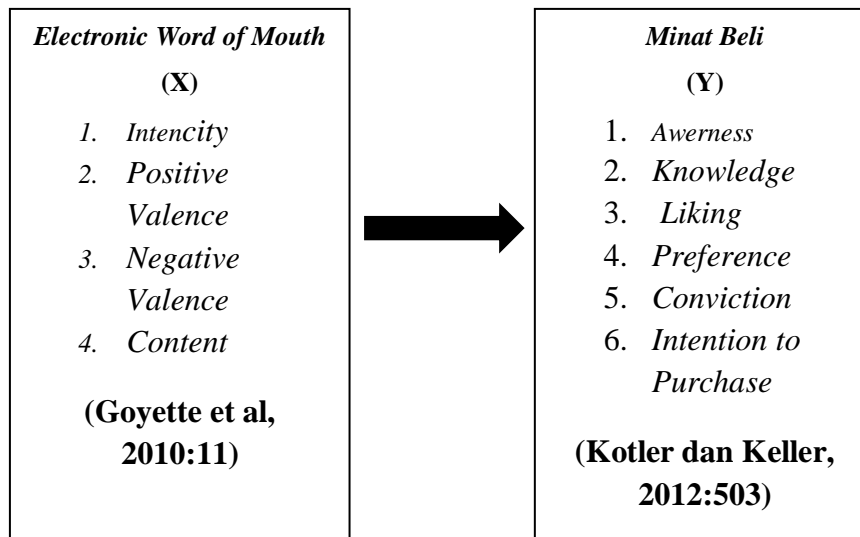 Electronic Word of Mouth
(X)
1. Intencity
2. Positive
Valence
3. Negative
Valence
4. Content
(Goyette et al,
2010:11)
Minat Beli
(Y)
1. Awerness
2. Knowledge
3. Liking
4. Preference
5. Conviction
6. Intention to
Purchase
(Kotler dan Keller,
2012:503)